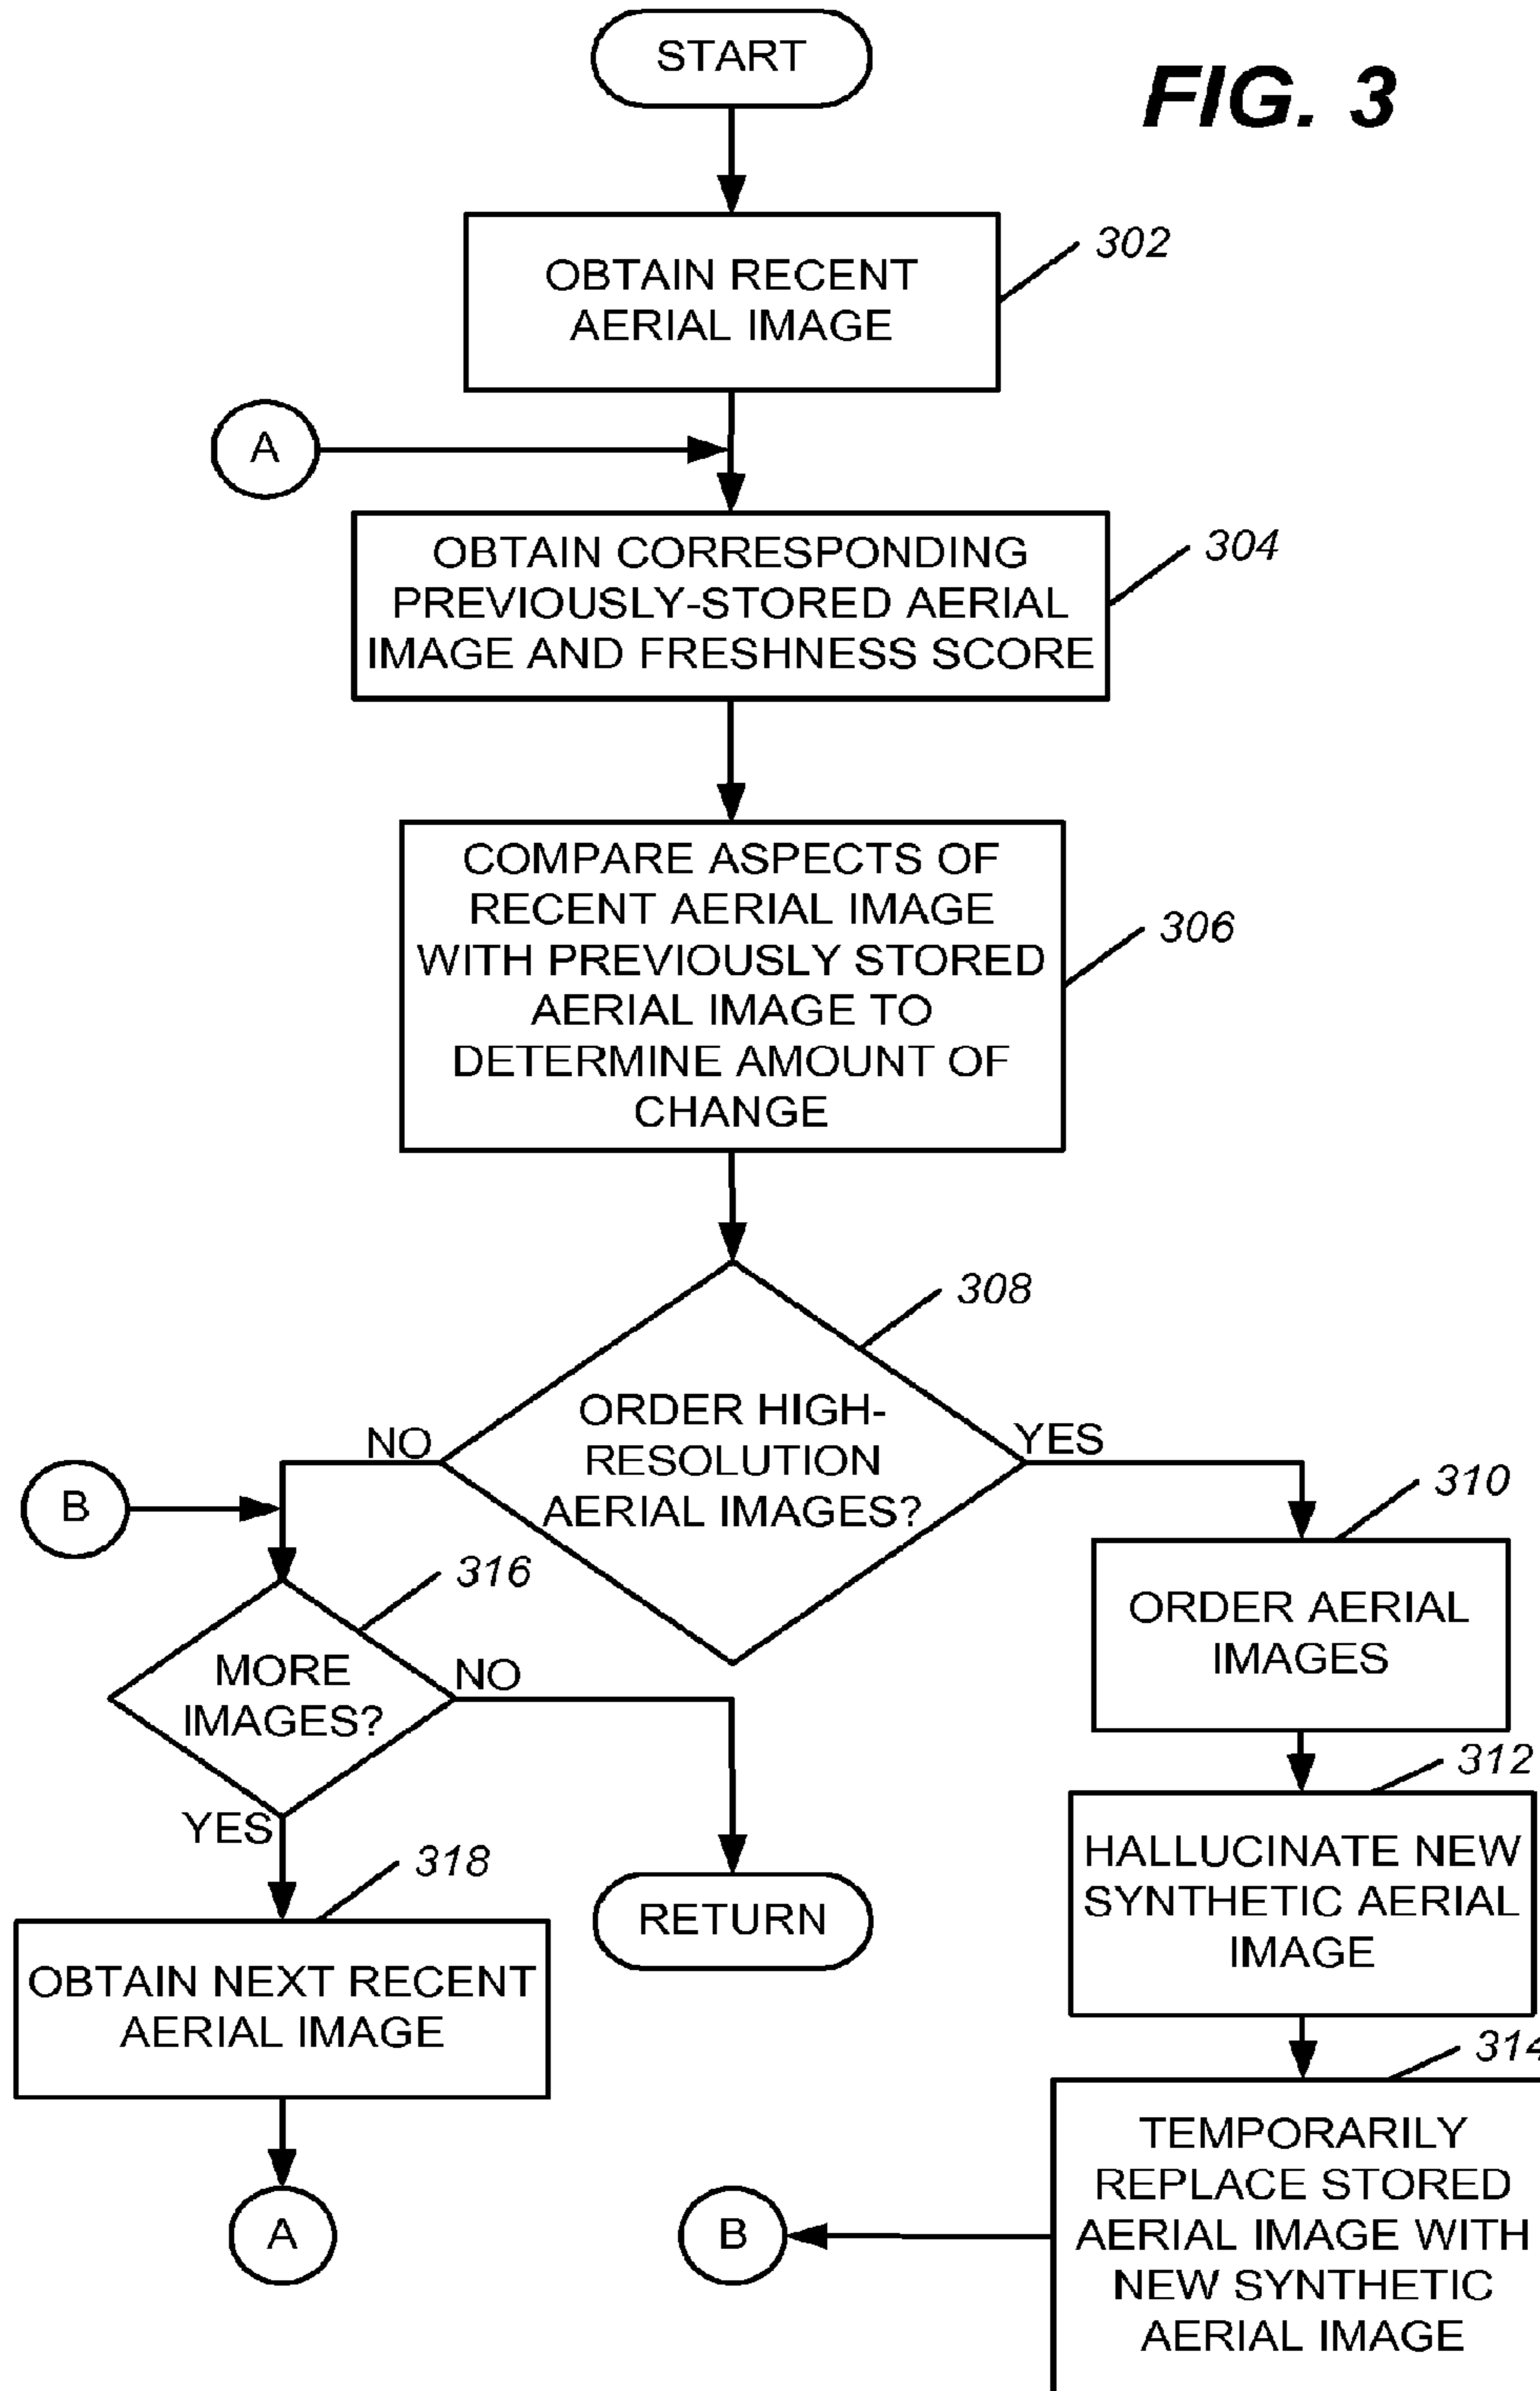 START
FIG. 3
OBTAIN RECENT
AERIAL IMAGE
302
A
OBTAIN CORRESPONDING
PREVIOUSLY-STORED AERIAL
IMAGE AND FRESHNESS SCORE
304
COMPARE ASPECTS OF
RECENT AERIAL IMAGE
WITH PREVIOUSLY STORED
AERIAL IMAGE TO
DETERMINE AMOUNT OF
CHANGE
306
308
ORDER HIGH-
RESOLUTION
AERIAL IMAGES?
NO
YES
B
310
ORDER AERIAL
IMAGES
316
MORE
IMAGES?
NO
YES
312
HALLUCINATE NEW
SYNTHETIC AERIAL
IMAGE
318
OBTAIN NEXT RECENT
AERIAL IMAGE
RETURN
314
TEMPORARILY
REPLACE STORED
AERIAL IMAGE WITH
NEW SYNTHETIC
AERIAL IMAGE
A
B